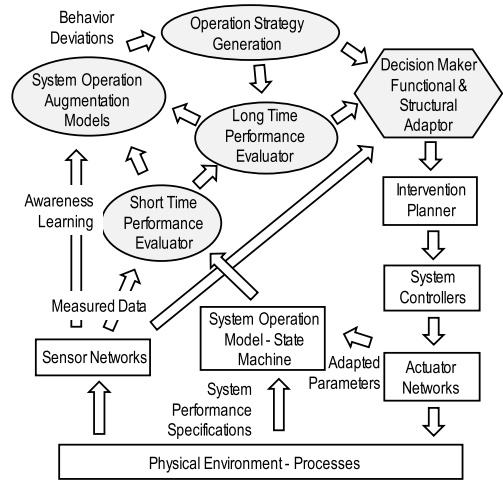 Behavior
Deviations
Operation Strategy
Generation
System Operation
Augmentation
Models
Decision Maker
Functional &
Structural
Adaptor
Long Time
Performance
Evaluator
Awareness
Learning
Short Time
Performance
Evaluator
Intervention
Planner
System
Controllers
Measured Data
Sensor Networks
System Operation
Model - State
Machine
Adapted
Parameters
Actuator
Networks
System
Performance
Specifications
Physical Environment - Processes